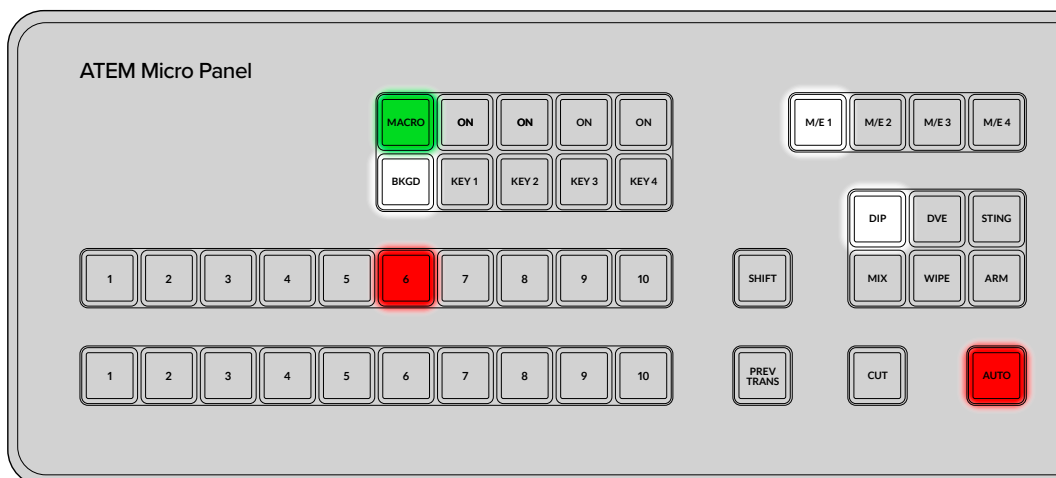 ATEM Micro Panel
MACRO ON ON ON ON M/E 1 M/E 2 M/E 3 M/E 4
BKGD KEY 1 KEY 2 KEY 3 KEY 4
DIP DVE STING
1 2 3 4 5 6 7 8 9 10 SHIFT MIX WIPE ARM
1 2 3 4 5 6 7 8 9 10 PREV TRANS CUT AUTO